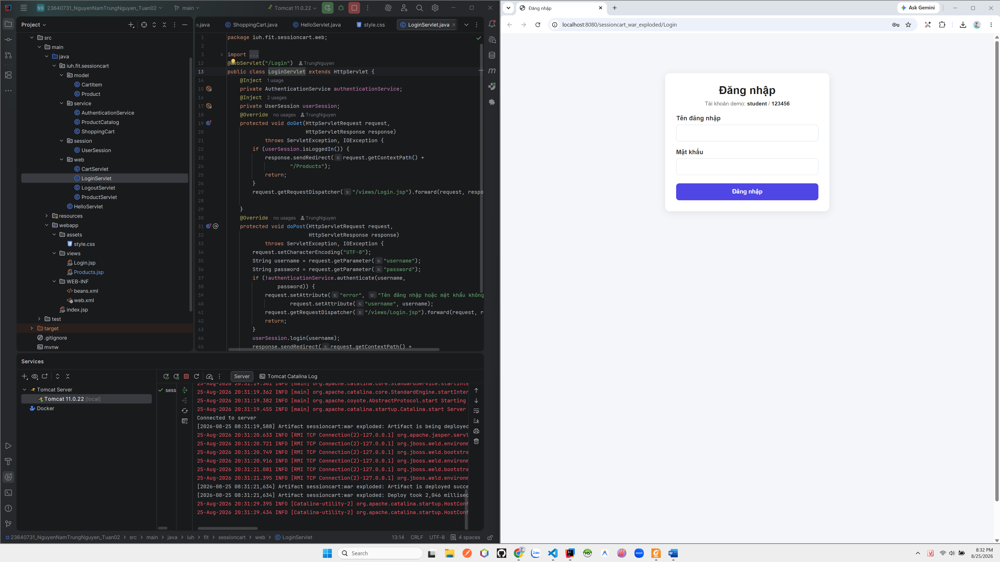 NN 23640731_NguyenNamTrungNguyen_Tuan02
main
Tomcat 11.0.22
Project
src
main
java
iuh.fit.sessioncart
model
CartItem
Product
service
AuthenticationService
ProductCatalog
ShoppingCart
session
UserSession
web
CartServlet
LoginServlet
LogoutServlet
ProductServlet
HelloServlet
resources
webapp
assets
style.css
views
Login.jsp
Products.jsp
WEB-INF
beans.xml
web.xml
index.jsp
test
target
.gitignore
mvnw
e.java ShoppingCart.java HelloServlet.java style.css LoginServlet.java
1 package iuh.fit.sessioncart.web;
2
3 import ...
12 @WebServlet("/Login") TrungNguyen
13 public class LoginServlet extends HttpServlet {
14 @Inject 1 usage
15 private AuthenticationService authenticationService;
16 @Inject 2 usages
17 private UserSession userSession;
18 @Override no usages TrungNguyen
19 protected void doGet(HttpServletRequest request,
20 HttpServletResponse response)
21 throws ServletException, IOException {
22 if (userSession.isLoggedIn()) {
23 response.sendRedirect( s: request.getContextPath() +
24 "/Products");
25 return;
26 }
27 request.getRequestDispatcher( s: "/views/Login.jsp").forward(request, respo
28
29 }
30 @Override no usages TrungNguyen
31 protected void doPost(HttpServletRequest request,
32 HttpServletResponse response)
33 throws ServletException, IOException {
34 request.setCharacterEncoding("UTF-8");
35 String username = request.getParameter( s: "username");
36 String password = request.getParameter( s: "password");
37 if (!authenticationService.authenticate(username,
38 password)) {
39 request.setAttribute( s: "error", o: "Tên đăng nhập hoặc mật khẩu không
40 request.setAttribute( s: "username", username);
41 request.getRequestDispatcher( s: "/views/Login.jsp").forward(request, r
42 return;
43 }
44 userSession.login(username);
45 response.sendRedirect( s: request.getContextPath() +
Services
Server Tomcat Catalina Log
Tomcat Server
Tomcat 11.0.22 [local]
Docker
sess
25-Aug-2026 20:31:19.361 INFO [main] org.apache.catalina.core.StandardService.startInte
25-Aug-2026 20:31:19.362 INFO [main] org.apache.catalina.core.StandardEngine.startInter
25-Aug-2026 20:31:19.382 INFO [main] org.apache.coyote.AbstractProtocol.start Starting
25-Aug-2026 20:31:19.455 INFO [main] org.apache.catalina.startup.Catalina.start Server
Connected to server
[2026-08-25 08:31:19,588] Artifact sessioncart:war exploded: Artifact is being deployed
25-Aug-2026 20:31:20.633 INFO [RMI TCP Connection(2)-127.0.0.1] org.apache.jasper.servl
25-Aug-2026 20:31:20.721 INFO [RMI TCP Connection(2)-127.0.0.1] org.jboss.weld.environm
25-Aug-2026 20:31:20.749 INFO [RMI TCP Connection(2)-127.0.0.1] org.jboss.weld.bootstra
25-Aug-2026 20:31:20.916 INFO [RMI TCP Connection(2)-127.0.0.1] org.jboss.weld.environm
25-Aug-2026 20:31:21.081 INFO [RMI TCP Connection(2)-127.0.0.1] org.jboss.weld.bootstra
25-Aug-2026 20:31:21.395 INFO [RMI TCP Connection(2)-127.0.0.1] org.jboss.weld.environm
[2026-08-25 08:31:21,634] Artifact sessioncart:war exploded: Artifact is deployed succe
[2026-08-25 08:31:21,634] Artifact sessioncart:war exploded: Deploy took 2,046 millisec
25-Aug-2026 20:31:29.395 INFO [Catalina-utility-2] org.apache.catalina.startup.HostConf
25-Aug-2026 20:31:29.434 INFO [Catalina-utility-2] org.apache.catalina.startup.HostConf
23640731_NguyenNamTrungNguyen_Tuan02 > src > main > java > iuh > fit > sessioncart > web > LoginServlet
13:14 CRLF UTF-8 4 spaces
Đăng nhập
Ask Gemini
localhost:8080/sessioncart_war_exploded/Login
Đăng nhập
Tài khoản demo: student / 123456
Tên đăng nhập
Mật khẩu
Đăng nhập
Search
Zalo
HS
zoom
8:32 PM
8/25/2026